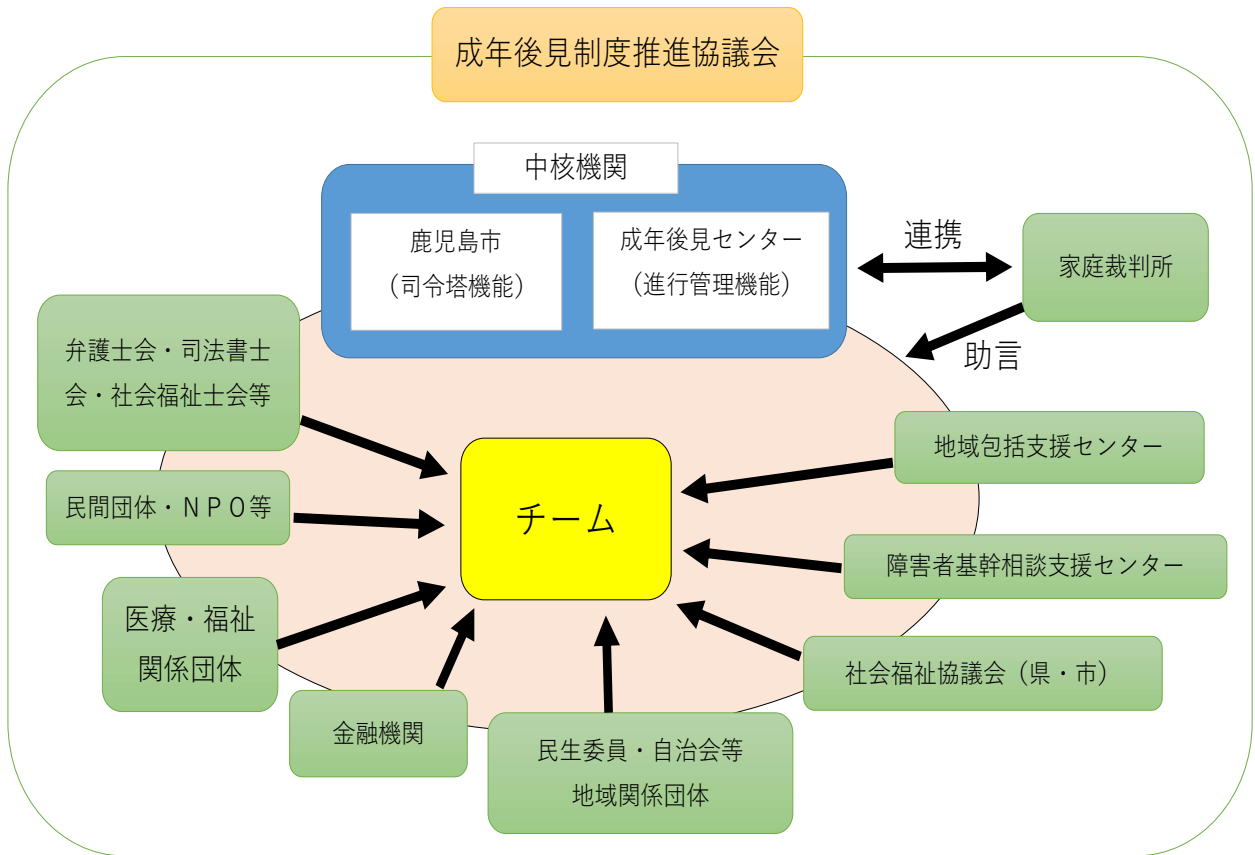 成年後見制度推進協議会
中核機関
鹿児島市
（司令塔機能）
成年後見センター
（進行管理機能）
連携
家庭裁判所
助言
弁護士会・司法書士
会・社会福祉士会等
民間団体・ＮＰＯ等
医療・福祉
関係団体
金融機関
民生委員・自治会等
地域関係団体
チーム
地域包括支援センター
障害者基幹相談支援センター
社会福祉協議会（県・市）